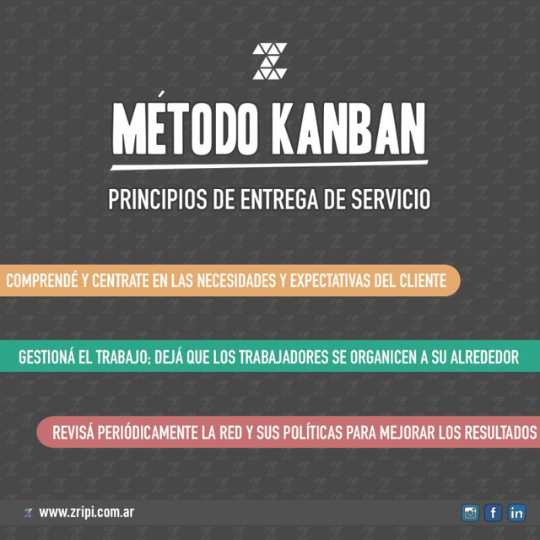 MÉTODO KANBAN
PRINCIPIOS DE ENTREGA DE SERVICIO
COMPRENDÉ Y CENTRATE EN LAS NECESIDADES Y EXPECTATIVAS DEL CLIENTE
GESTIONÁ EL TRABAJO; DEJÁ QUE LOS TRABAJADORES SE ORGANICEN A SU ALREDEDOR
REVISÁ PERIÓDICAMENTE LA RED Y SUS POLÍTICAS PARA MEJORAR LOS RESULTADOS
www.zripi.com.ar